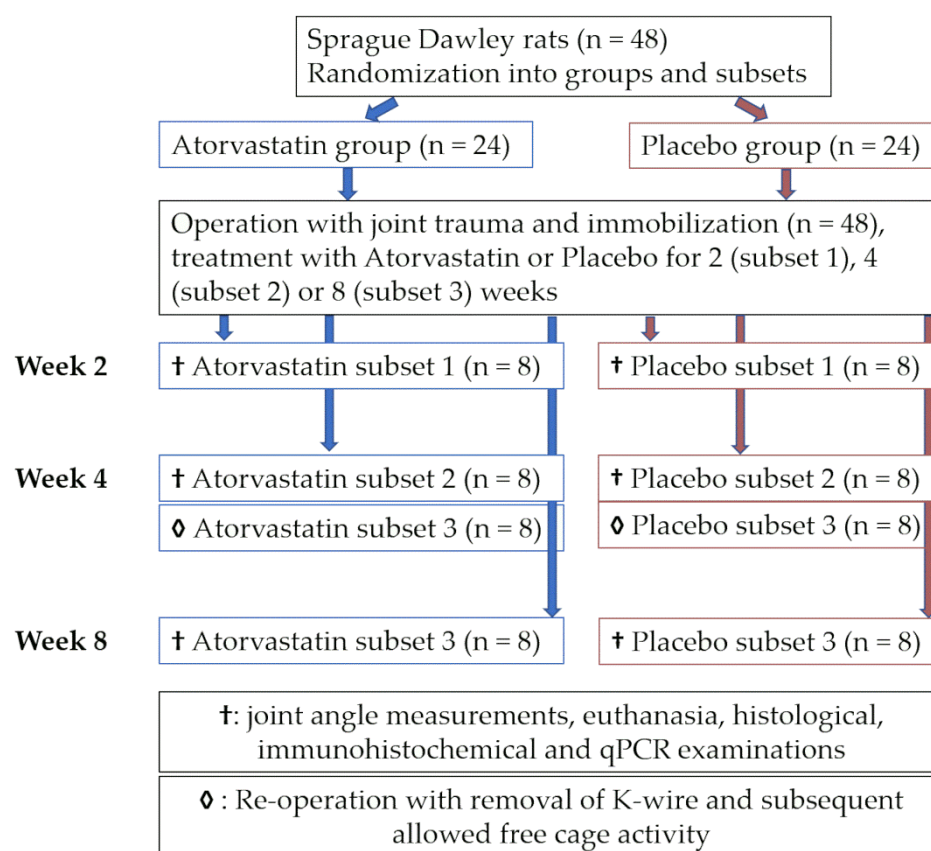 Sprague Dawley rats (n = 48)
Randomization into groups and subsets
Atorvastatin group (n = 24)
Placebo group (n = 24)
Operation with joint trauma and immobilization (n = 48),
treatment with Atorvastatin or Placebo for 2 (subset 1), 4
(subset 2) or 8 (subset 3) weeks
Week 2
† Atorvastatin subset 1 (n = 8)
† Placebo subset 1 (n = 8)
Week 4
† Atorvastatin subset 2 (n = 8)
† Placebo subset 2 (n = 8)
◊ Atorvastatin subset 3 (n = 8)
◊ Placebo subset 3 (n = 8)
Week 8
† Atorvastatin subset 3 (n = 8)
† Placebo subset 3 (n = 8)
†: joint angle measurements, euthanasia, histological,
immunohistochemical and qPCR examinations
◊ : Re-operation with removal of K-wire and subsequent
allowed free cage activity